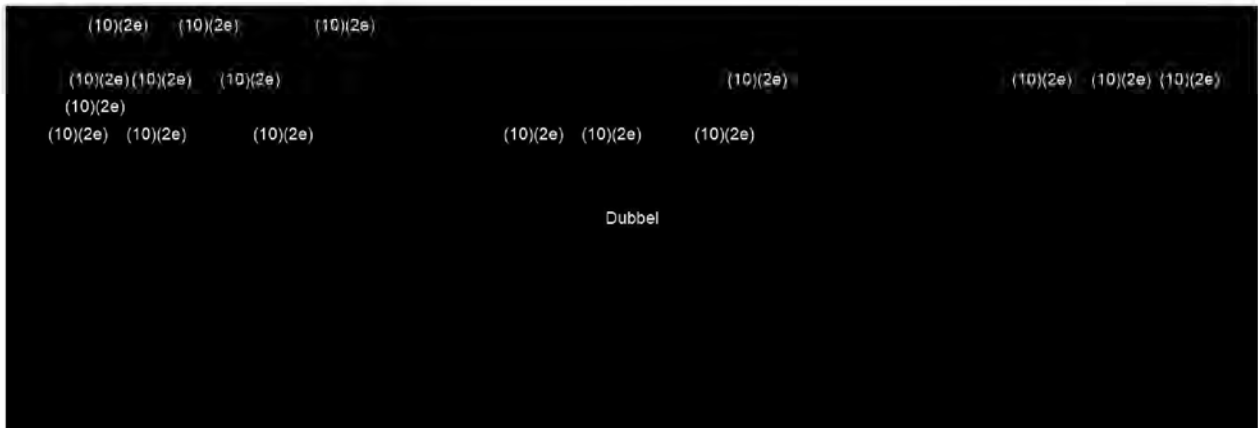 (10)(2e) (10)(2e) (10)(2e)
(10)(2e) (10)(2e) (10)(2e) (10)(2e) (10)(2e) (10)(2e) (10)(2e)
(10)(2e)
(10)(2e) (10)(2e) (10)(2e) (10)(2e) (10)(2e) (10)(2e)
Dubbel